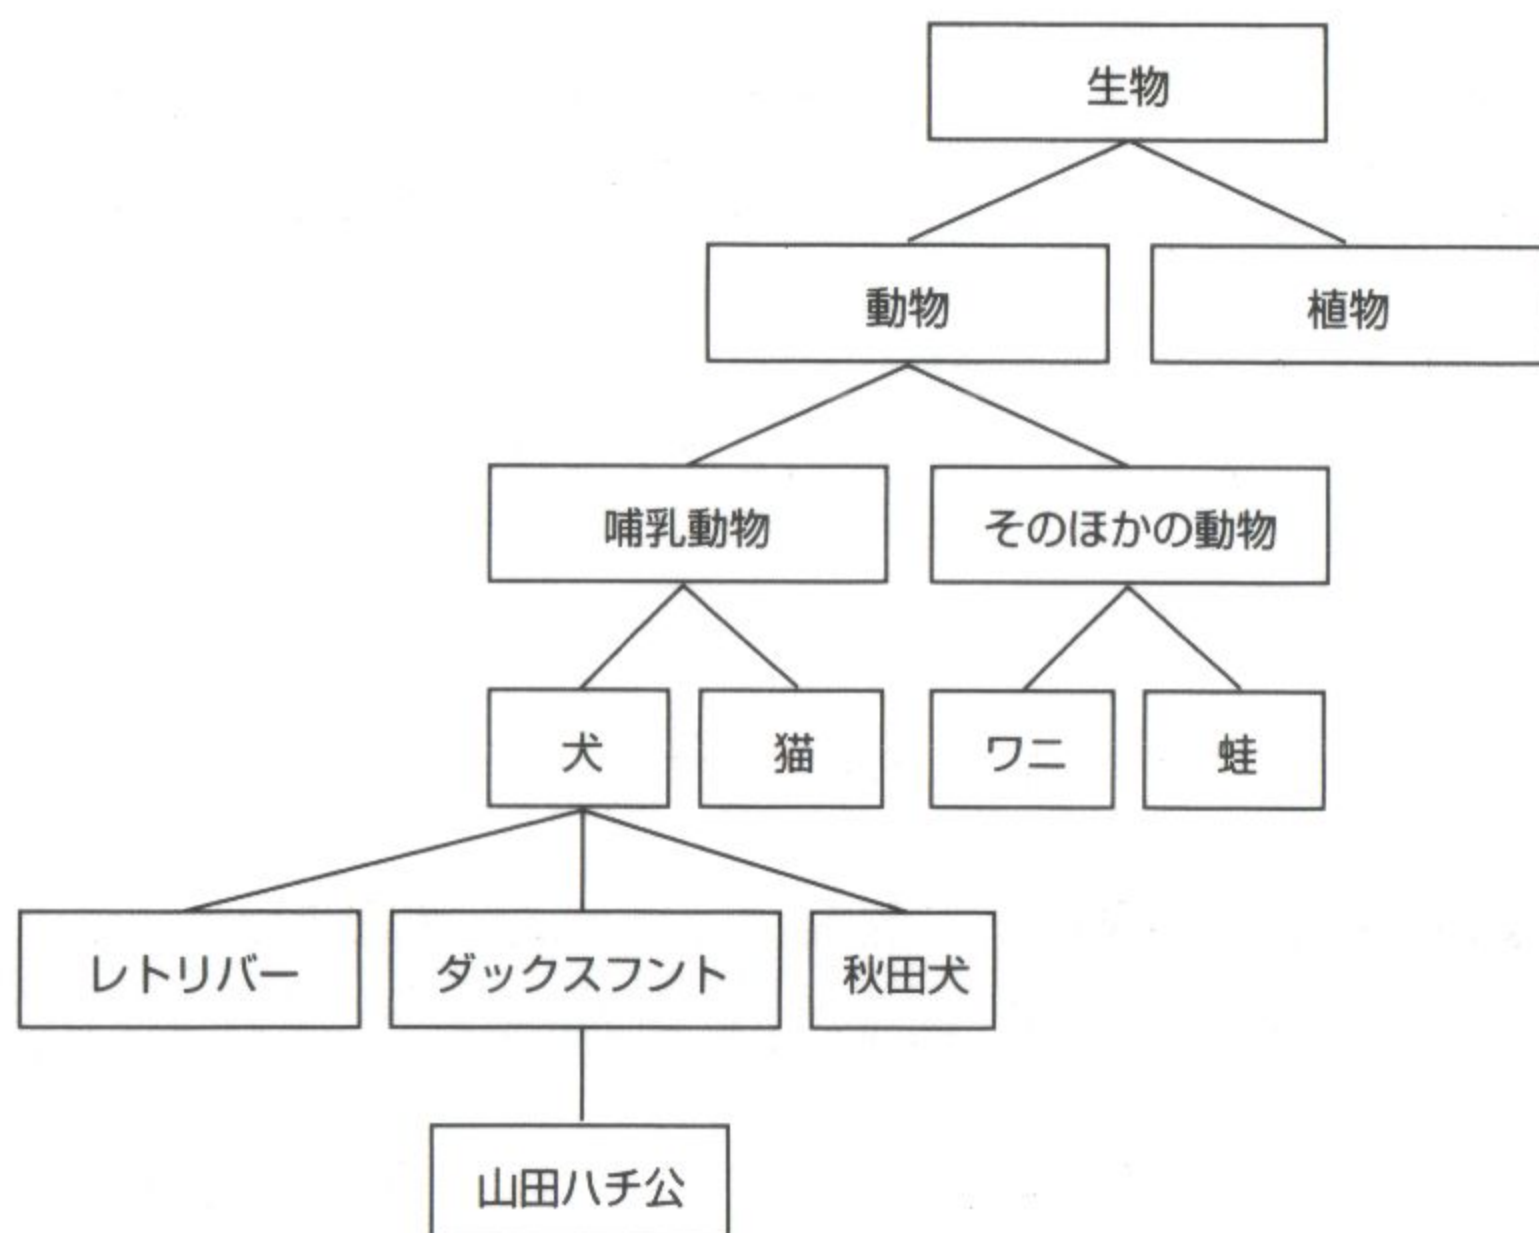 生物
動物
植物
哺乳動物
そのほかの動物
犬
猫
ワニ
蛙
レトリバー
ダックスフント
秋田犬
山田ハチ公